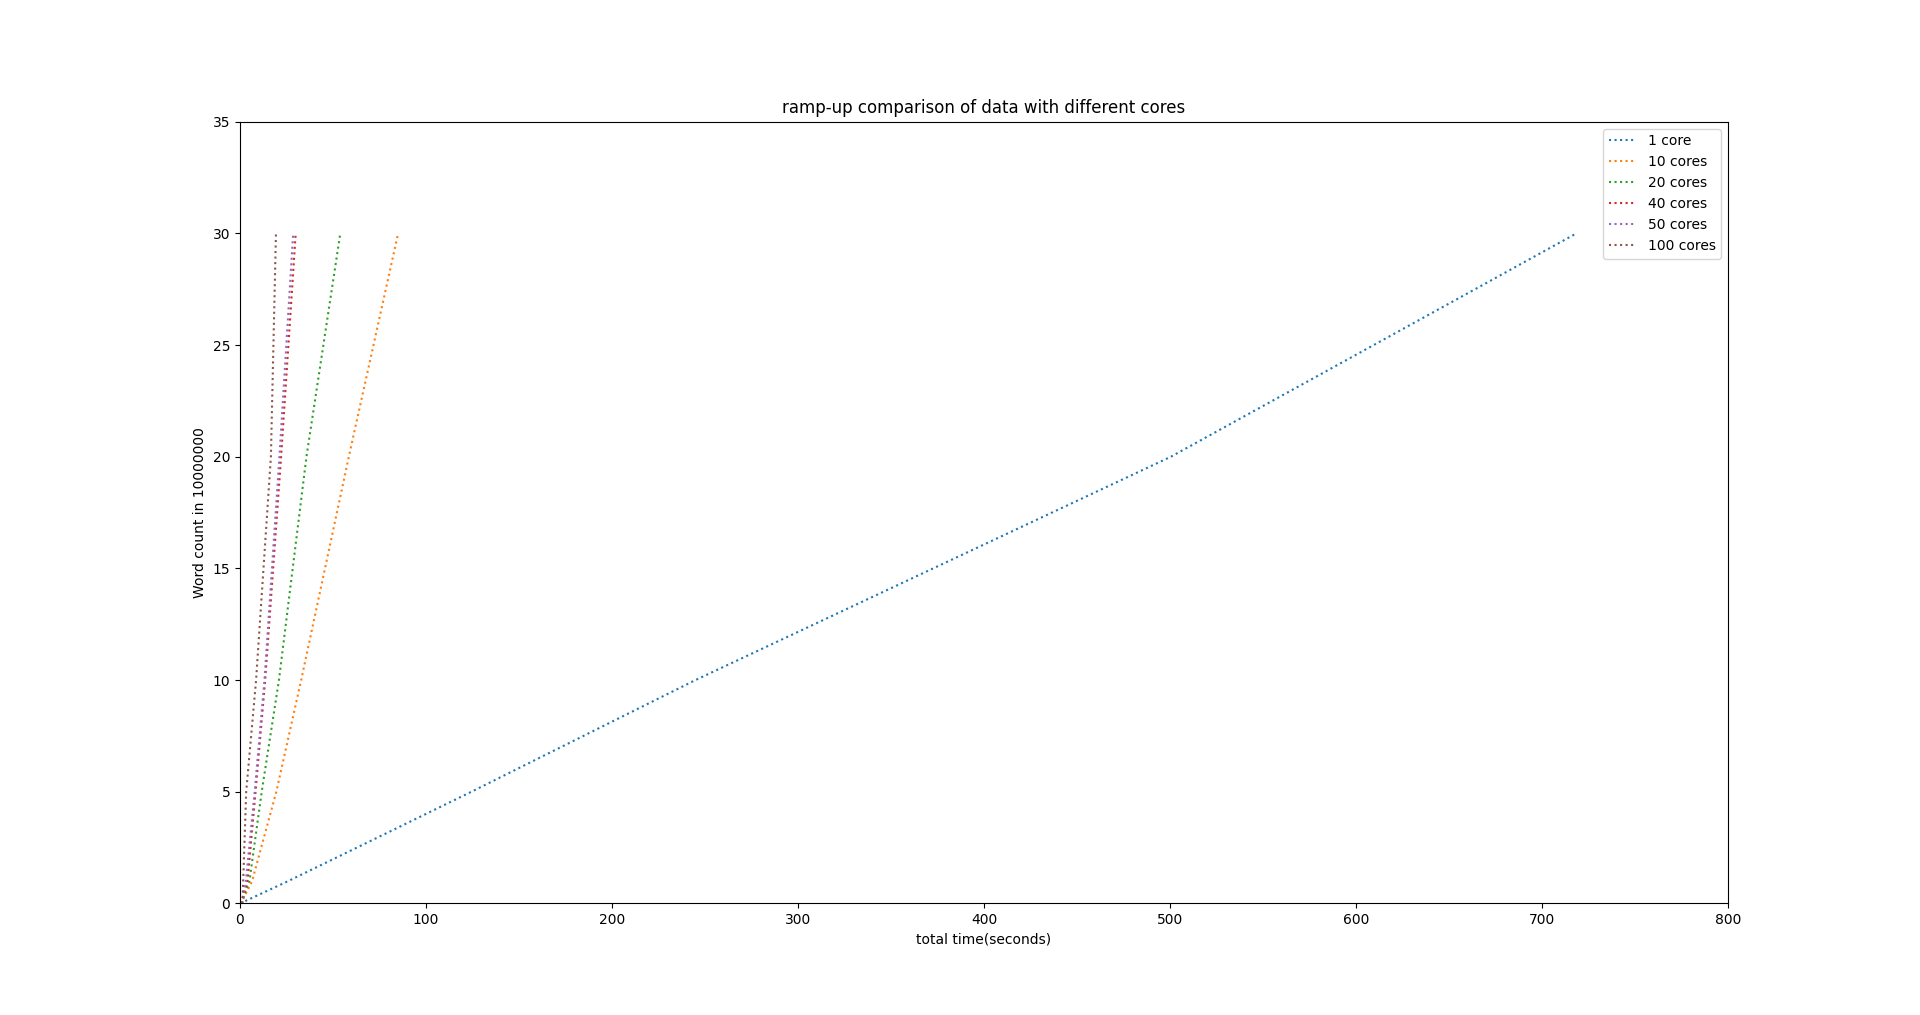 ramp-up comparison of data with different cores
35
30
25
20
15
10
5
0
Word count in 10000000
0 100 200 300 400 500 600 700 800
total time(seconds)
1 core
10 cores
20 cores
40 cores
50 cores
100 cores